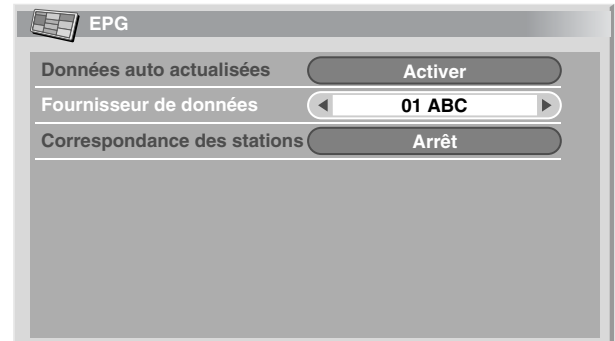 EPG
Données auto actualisées Activer
Fournisseur de données 01 ABC
Correspondance des stations Arrêt